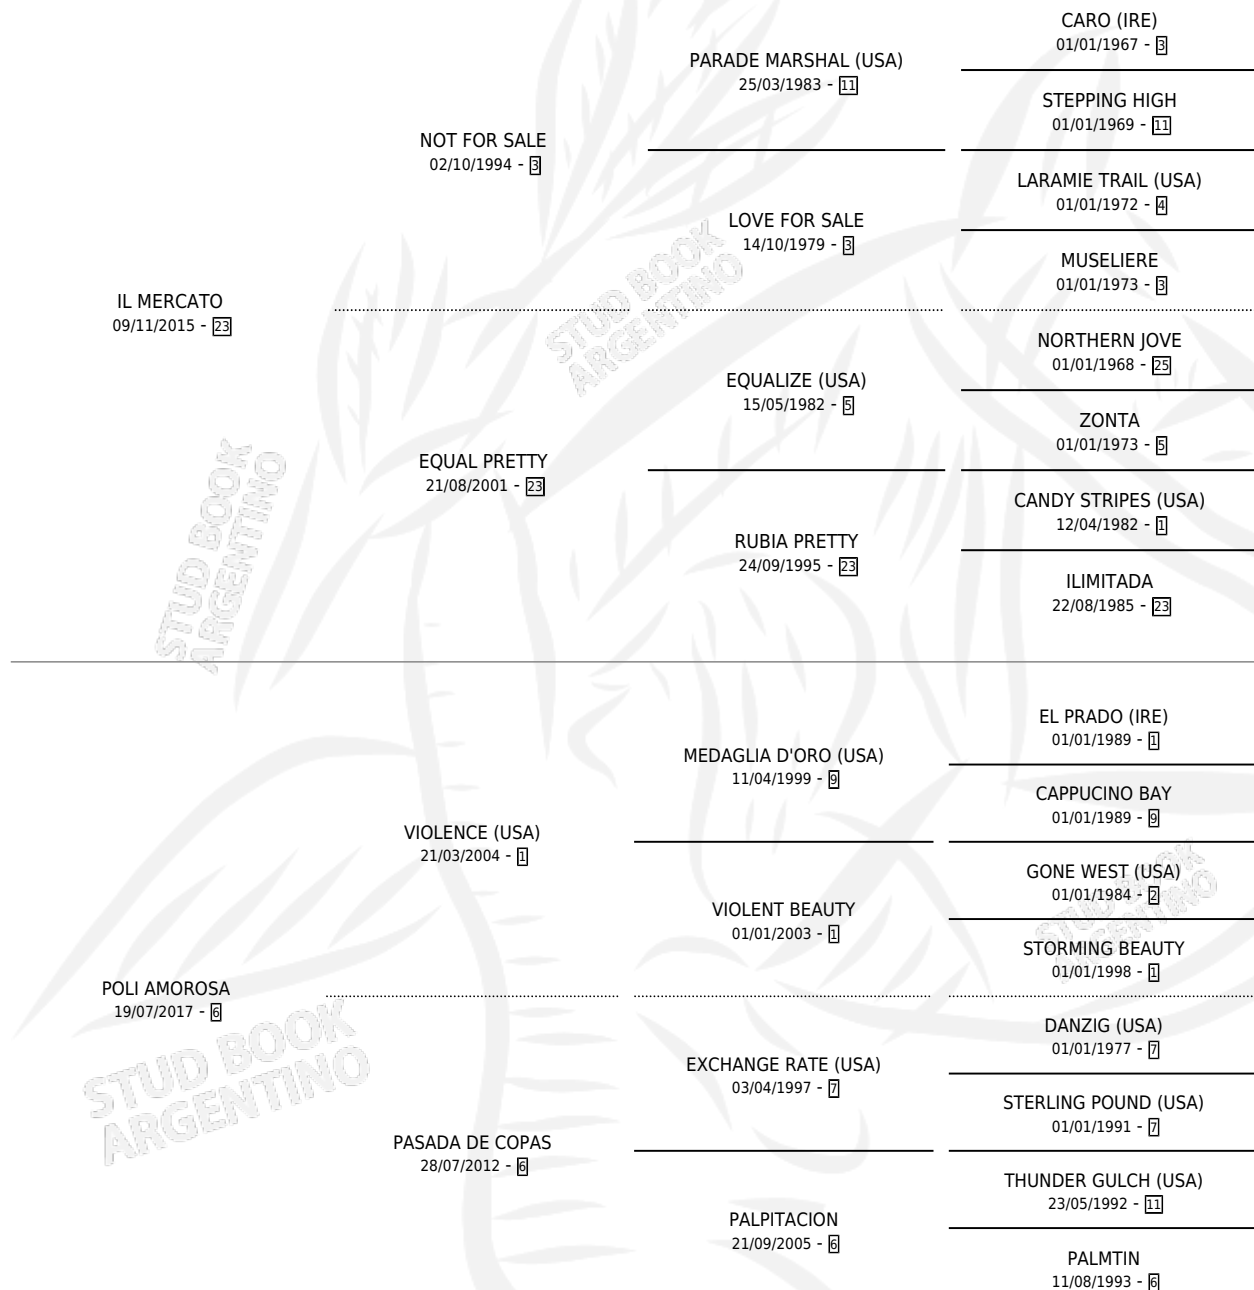 CARO (IRE)
01/01/1967 - 3
PARADE MARSHAL (USA)
25/03/1983 - 11
STEPPING HIGH
01/01/1969 - 11
NOT FOR SALE
02/10/1994 - 3
LARAMIE TRAIL (USA)
01/01/1972 - 4
LOVE FOR SALE
14/10/1979 - 3
MUSELIERE
01/01/1973 - 3
IL MERCATO
09/11/2015 - 23
NORTHERN JOVE
01/01/1968 - 25
EQUALIZE (USA)
15/05/1982 - 5
ZONTA
01/01/1973 - 5
EQUAL PRETTY
21/08/2001 - 23
CANDY STRIPES (USA)
12/04/1982 - 1
RUBIA PRETTY
24/09/1995 - 23
ILIMITADA
22/08/1985 - 23
STUD BOOK
ARGENTINO
STUD BOOK
ARGENTINO
EL PRADO (IRE)
01/01/1989 - 1
MEDAGLIA D'ORO (USA)
11/04/1999 - 9
CAPPUCINO BAY
01/01/1989 - 9
VIOLENCE (USA)
21/03/2004 - 1
GONE WEST (USA)
01/01/1984 - 2
VIOLENT BEAUTY
01/01/2003 - 1
STORMING BEAUTY
01/01/1998 - 1
POLI AMOROSA
19/07/2017 - 6
DANZIG (USA)
01/01/1977 - 7
EXCHANGE RATE (USA)
03/04/1997 - 7
STERLING POUND (USA)
01/01/1991 - 7
PASADA DE COPAS
28/07/2012 - 6
THUNDER GULCH (USA)
23/05/1992 - 11
PALPITACION
21/09/2005 - 6
PALMTIN
11/08/1993 - 6
STUD BOOK
ARGENTINO
STUD BOOK
ARGENTINO